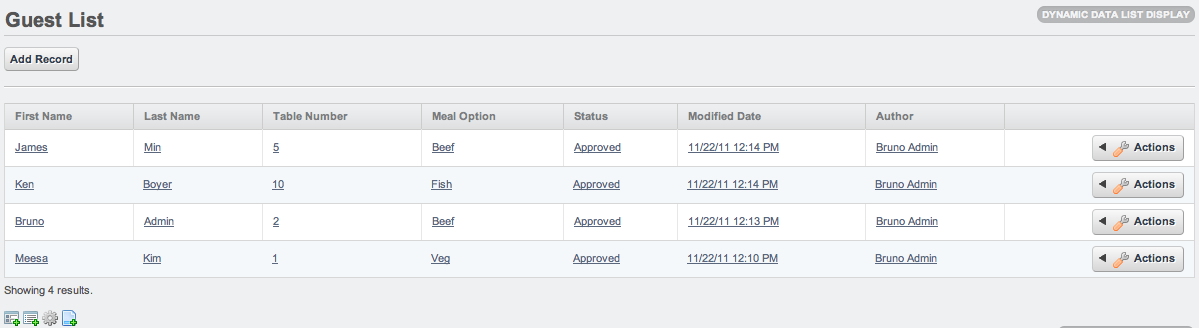 Guest List
DYNAMIC DATA LIST DISPLAY
Add Record
First Name Last Name Table Number Meal Option Status Modified Date Author
James Min 5 Beef Approved 11/22/11 12:14 PM Bruno Admin Actions
Ken Boyer 10 Fish Approved 11/22/11 12:14 PM Bruno Admin Actions
Bruno Admin 2 Beef Approved 11/22/11 12:13 PM Bruno Admin Actions
Meesa Kim 1 Veg Approved 11/22/11 12:10 PM Bruno Admin Actions
Showing 4 results.